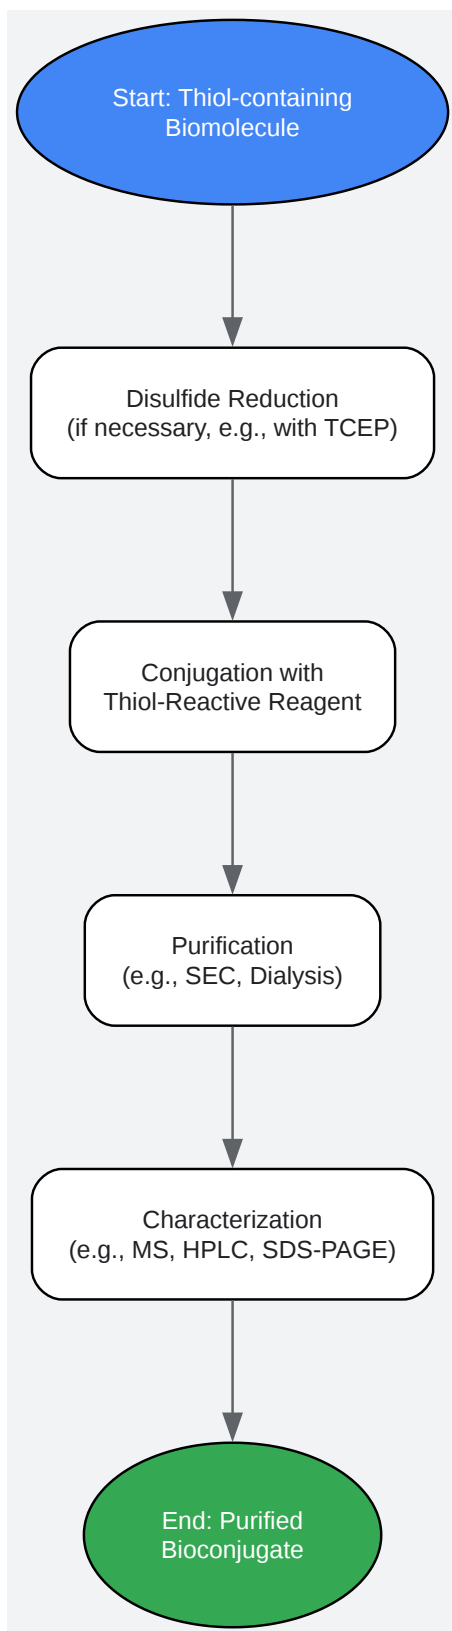 Start: Thiol-containing
Biomolecule
Disulfide Reduction
(if necessary, e.g., with TCEP)
Conjugation with
Thiol-Reactive Reagent
Purification
(e.g., SEC, Dialysis)
Characterization
(e.g., MS, HPLC, SDS-PAGE)
End: Purified
Bioconjugate